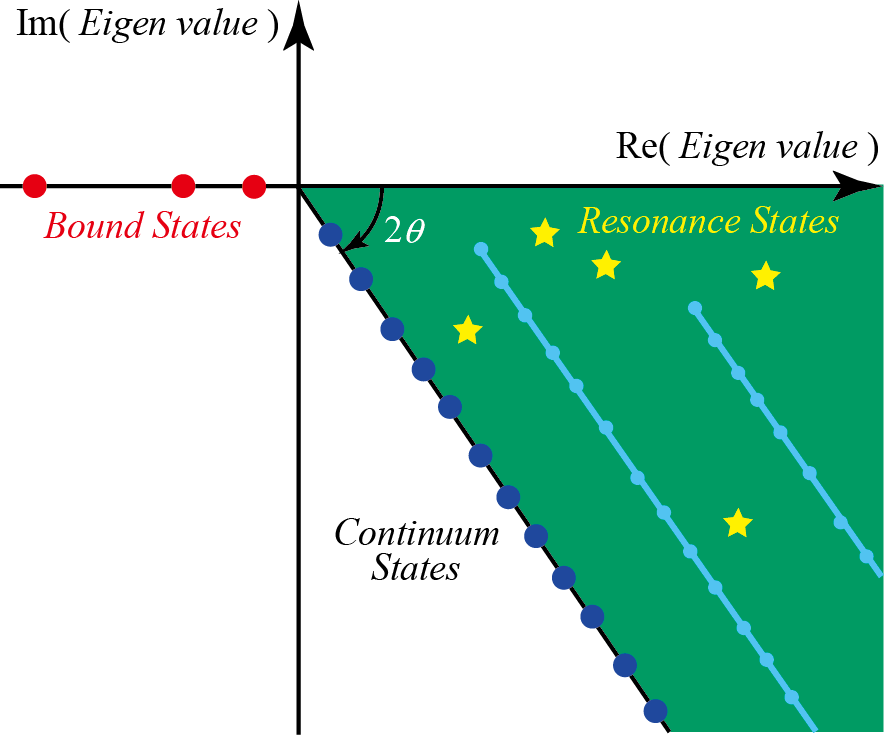 Im( Eigen value )
Re( Eigen value )
Bound States
2θ
Resonance States
Continuum
States